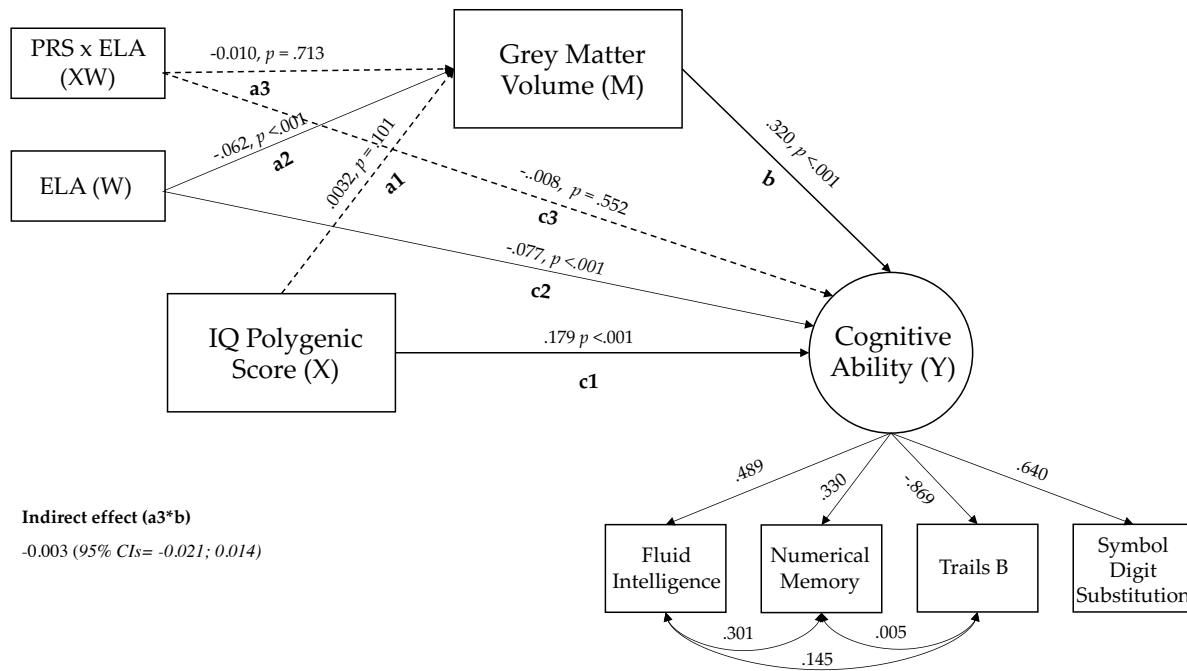 PRS x ELA
(XW)
-0.010, p = .713
a3
Grey Matter
Volume (M)
-.062, p <.001
a2
ELA (W)
.0032, p = .101
a1
.320, p <.001
b
-.008, p = .552
c3
-.077, p <.001
c2
IQ Polygenic
Score (X)
.179 p <.001
c1
Cognitive
Ability (Y)
.489
.330
-.869
.640
Indirect effect (a3*b)
-0.003 (95% CIs= -0.021; 0.014)
Fluid
Intelligence
Numerical
Memory
Trails B
Symbol
Digit
Substitution
.301
.005
.145